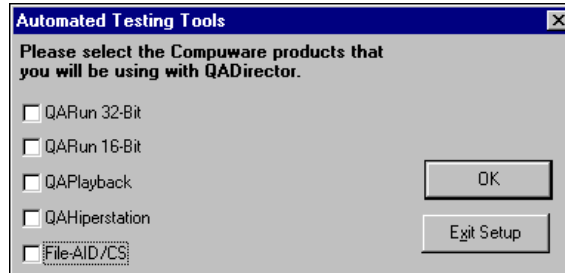 Automated Testing Tools
Please select the Compuware products that
you will be using with QADirector.
QARun 32-Bit
QARun 16-Bit
QAPlayback
QAHiperstation
File-AID/CS
OK
Exit Setup